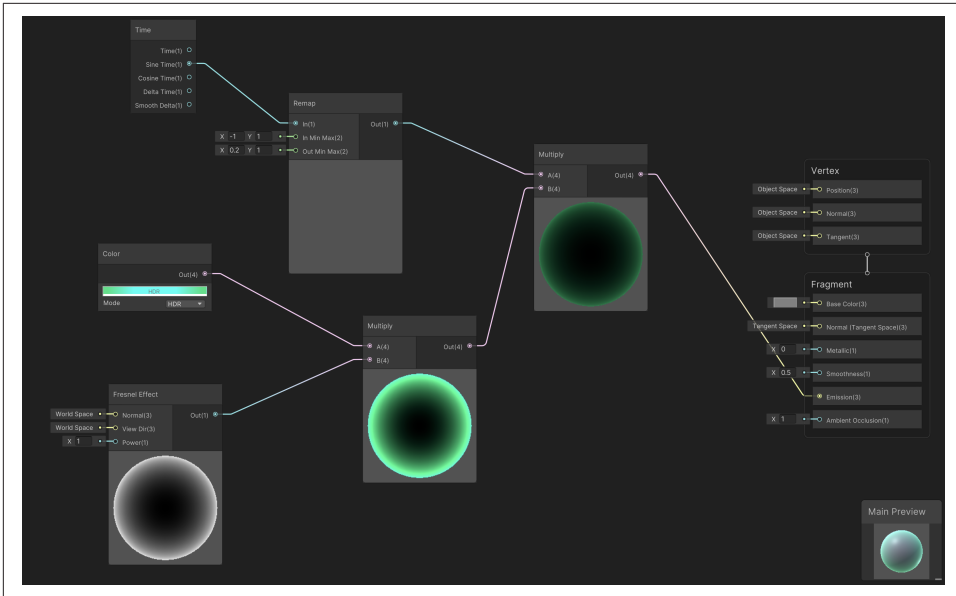 Time
Time(1)
Sine Time(1)
Cosine Time(1)
Delta Time(1)
Smooth Delta(1)
Remap
In(1) Out(1)
X -1 Y 1 In Min Max(2)
X 0.2 Y 1 Out Min Max(2)
Multiply
A(4) Out(4)
B(4)
Color
Out(4)
HDR
Mode HDR
Multiply
A(4) Out(4)
B(4)
Fresnel Effect
World Space Normal(3) Out(1)
World Space View Dir(3)
X 1 Power(1)
Vertex
Object Space Position(3)
Object Space Normal(3)
Object Space Tangent(3)
Fragment
Base Color(3)
Tangent Space Normal (Tangent Space)(3)
X 0 Metallic(1)
X 0.5 Smoothness(1)
Emission(3)
X 1 Ambient Occlusion(1)
Main Preview